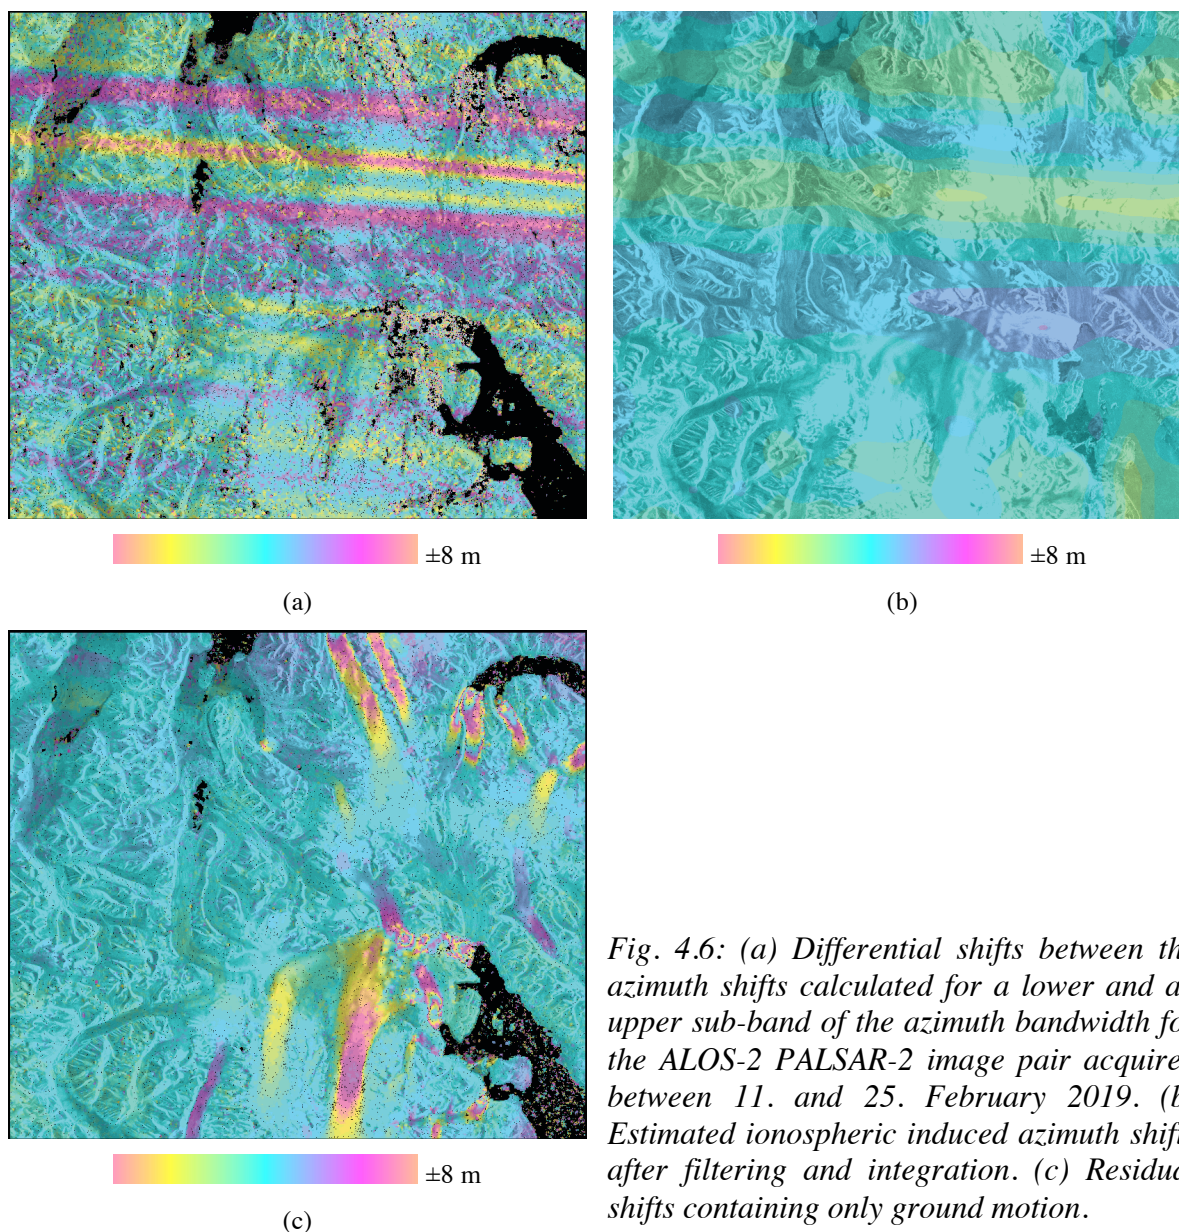 ±8 m
(a)
±8 m
(b)
±8 m
(c)
Fig. 4.6: (a) Differential shifts between th
azimuth shifts calculated for a lower and a
upper sub-band of the azimuth bandwidth fo
the ALOS-2 PALSAR-2 image pair acquire
between 11. and 25. February 2019. (b
Estimated ionospheric induced azimuth shift
after filtering and integration. (c) Residua
shifts containing only ground motion.